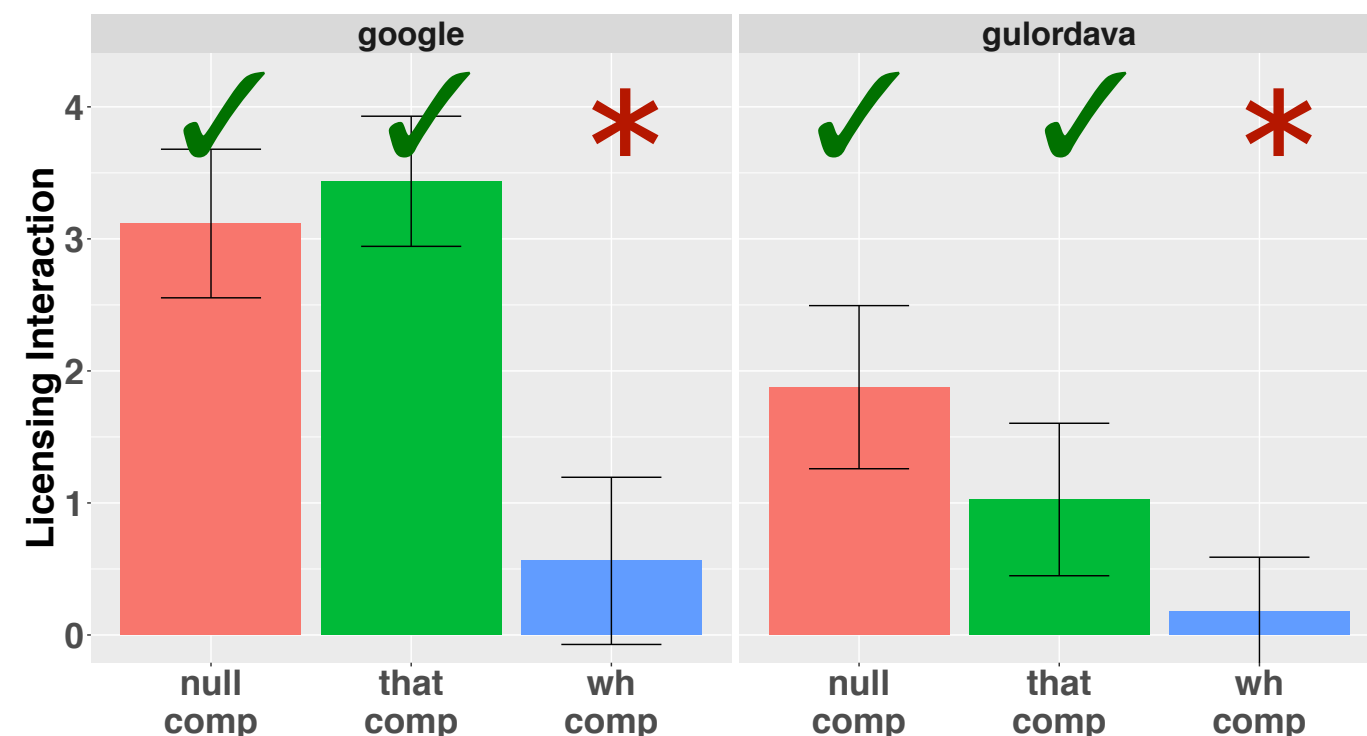 google
gulordava
Licensing Interaction
4
3
2
1
0
null
comp
that
comp
wh
comp
null
comp
that
comp
wh
comp